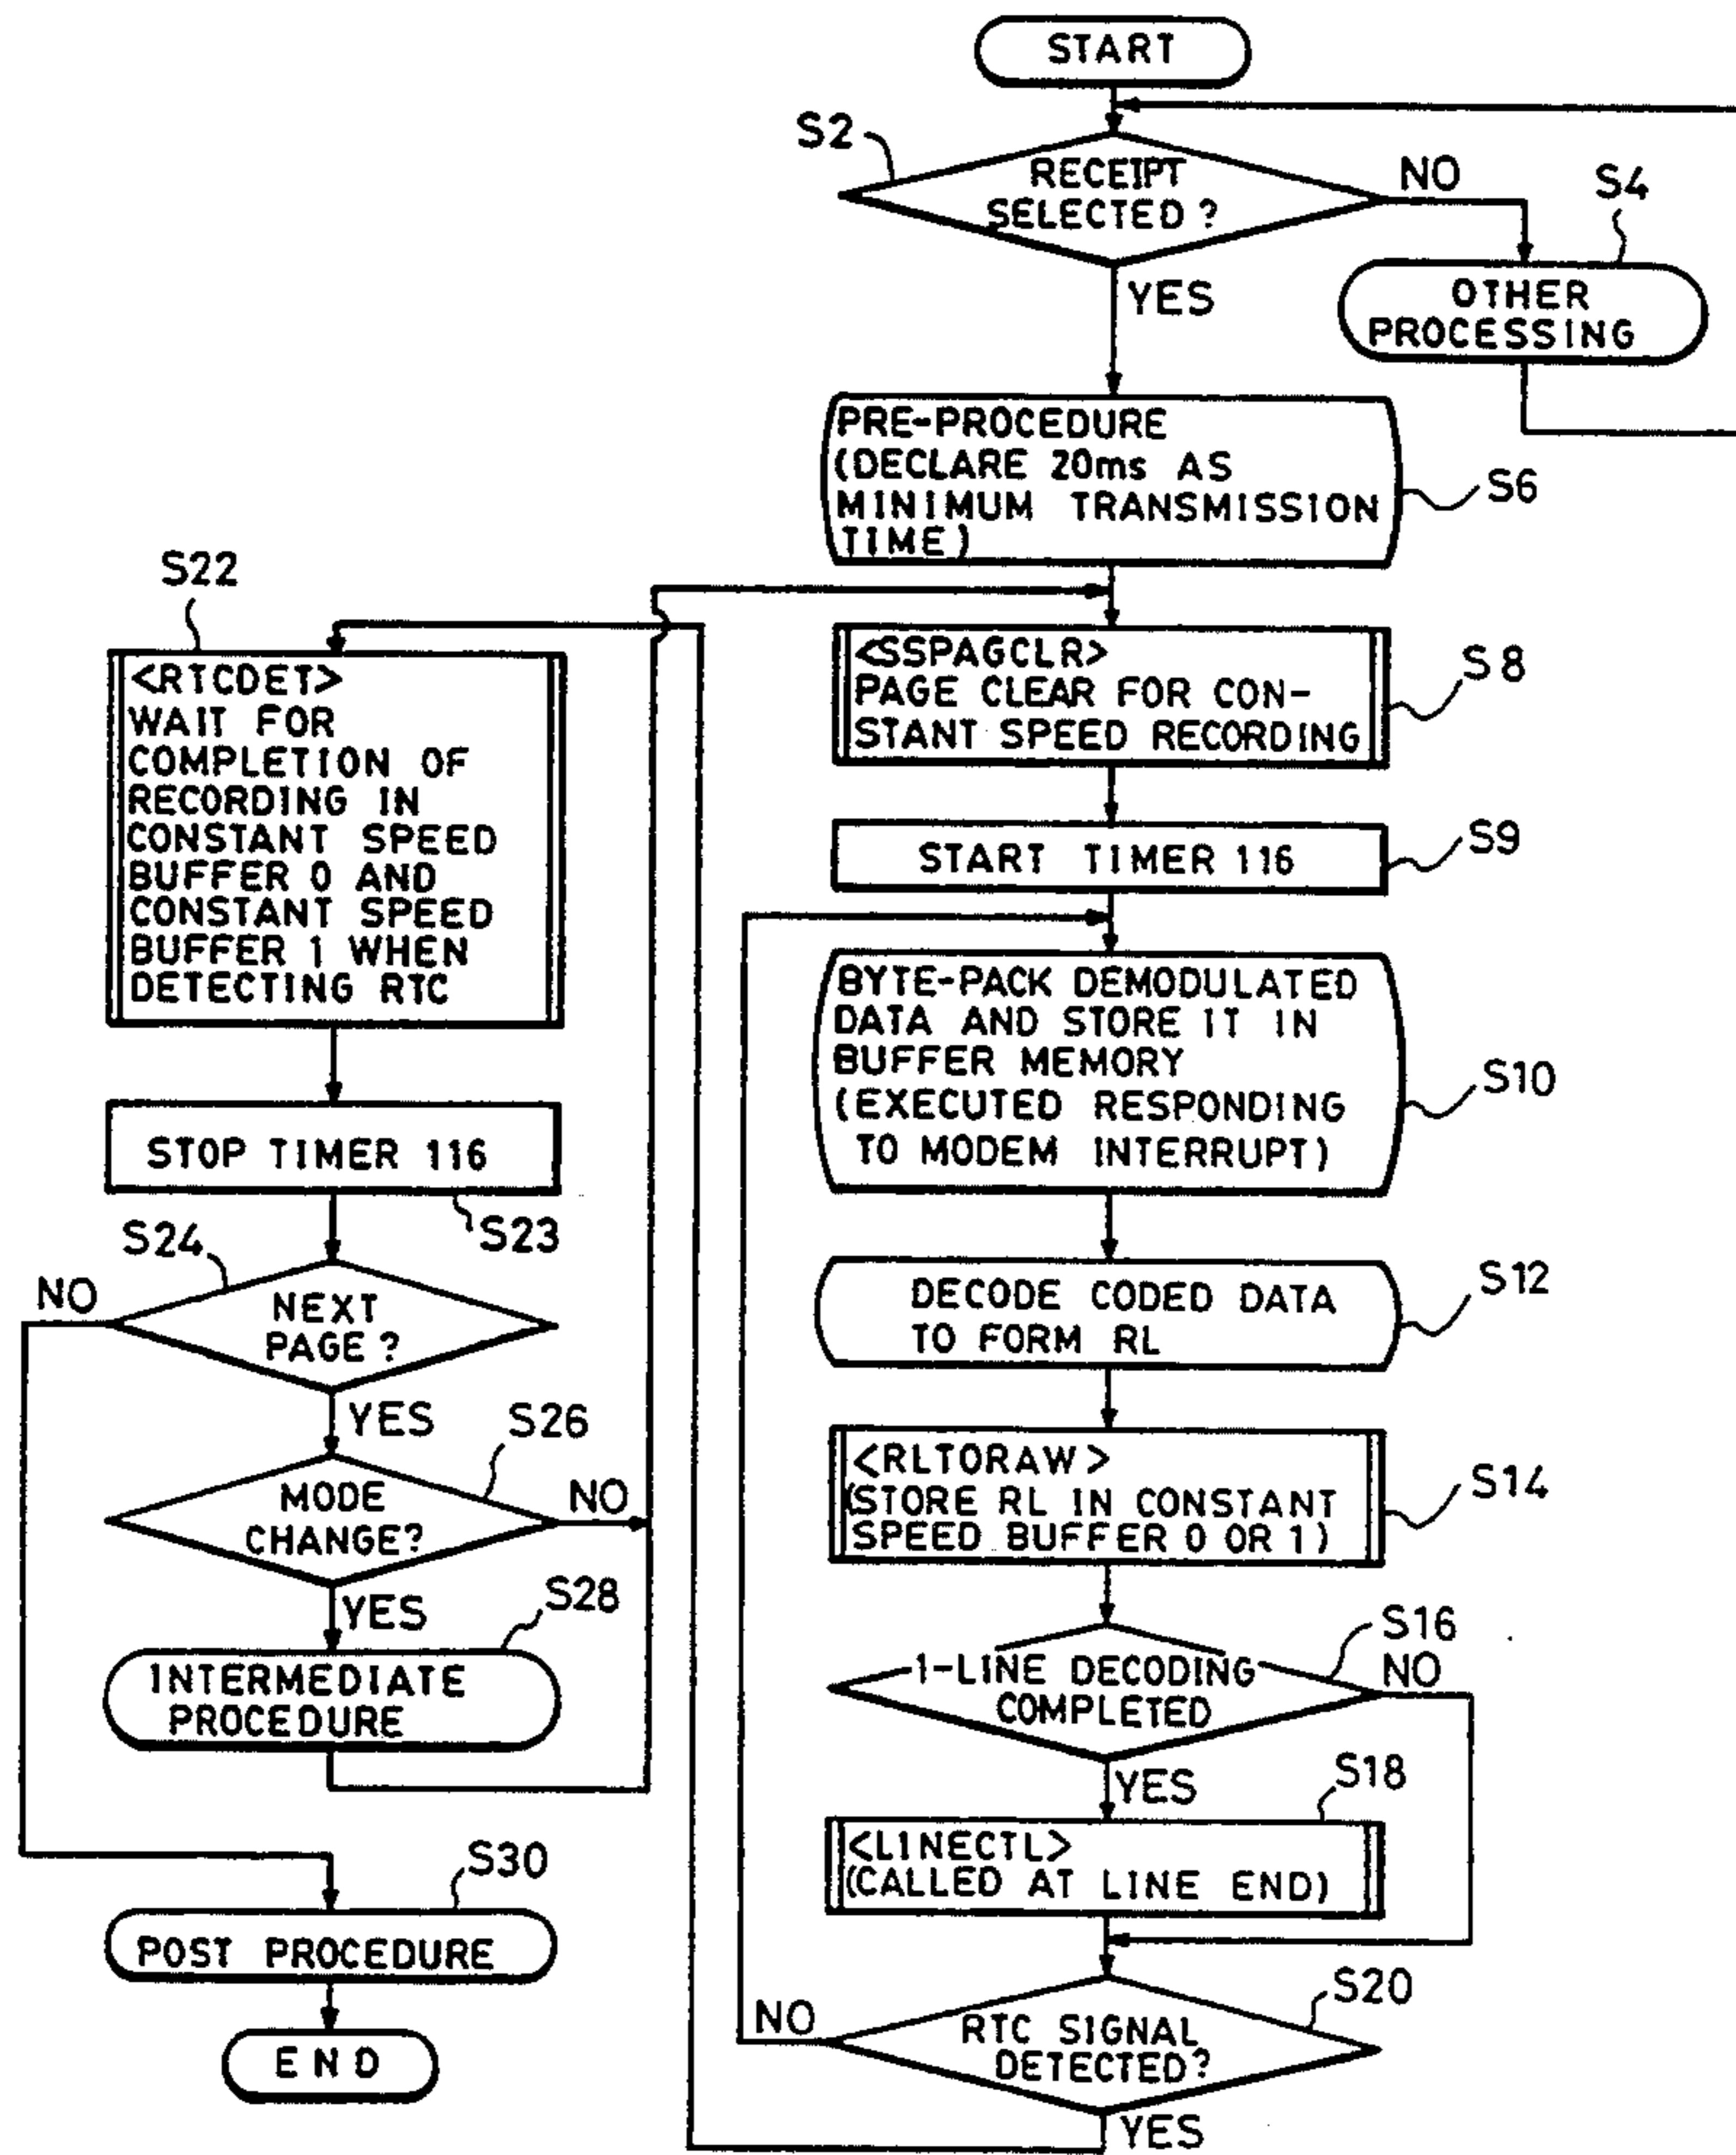 START
S2
RECEIPT
SELECTED?
NO
S4
YES
OTHER
PROCESSING
PRE-PROCEDURE
(DECLARE 20ms AS
MINIMUM TRANSMISSION
TIME)
S6
<SSPAGCLR>
PAGE CLEAR FOR CON-
STANT SPEED RECORDING
S8
START TIMER 116
S9
BYTE-PACK DEMODULATED
DATA AND STORE IT IN
BUFFER MEMORY
(EXECUTED RESPONDING
TO MODEM INTERRUPT)
S10
DECODE CODED DATA
TO FORM RL
S12
<RLTORAW>
(STORE RL IN CONSTANT
SPEED BUFFER 0 OR 1)
S14
1-LINE DECODING
COMPLETED
S16
NO
YES
S18
<LINECTL>
(CALLED AT LINE END)
S20
RTC SIGNAL
DETECTED?
NO
YES
S22
<RTCDET>
WAIT FOR
COMPLETION OF
RECORDING IN
CONSTANT SPEED
BUFFER 0 AND
CONSTANT SPEED
BUFFER 1 WHEN
DETECTING RTC
STOP TIMER 116
S23
S24
NO
NEXT
PAGE?
YES
S26
MODE
CHANGE?
NO
YES
S28
INTERMEDIATE
PROCEDURE
S30
POST PROCEDURE
END